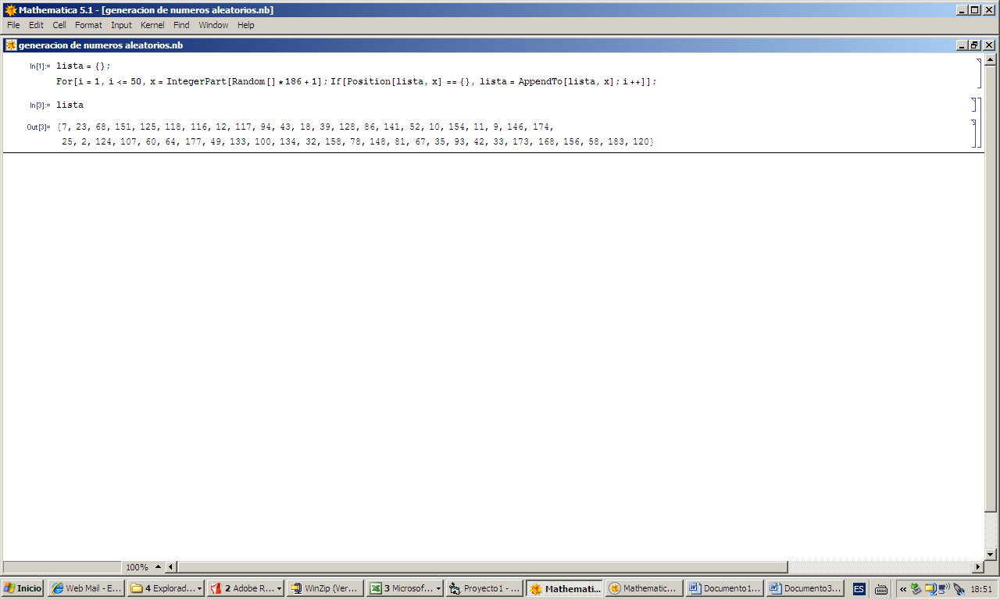 Mathematica 5.1 - [generacion de numeros aleatorios.nb]
File Edit Cell Format Input Kernel Find Window Help
generacion de numeros aleatorios.nb
In[1]:= lista = {};
For[i = 1, i <= 50, x = IntegerPart[Random[] * 186 + 1]; If[Position[lista, x] == {}, lista = AppendTo[lista, x]; i++]];
In[3]:= lista
Out[3]= {7, 23, 68, 151, 125, 118, 116, 12, 117, 94, 43, 18, 39, 128, 86, 141, 52, 10, 154, 11, 9, 146, 174,
25, 2, 124, 107, 60, 64, 177, 49, 133, 100, 134, 32, 158, 78, 148, 81, 67, 35, 93, 42, 33, 173, 168, 156, 58, 183, 120}
100%
Inicio Web Mail - E... 4 Explorad... 2 Adobe R... WinZip (Ver... 3 Microsof... Proyecto1 - ... Mathemati... Mathematic... Documento1... Documento3... ES « 18:51